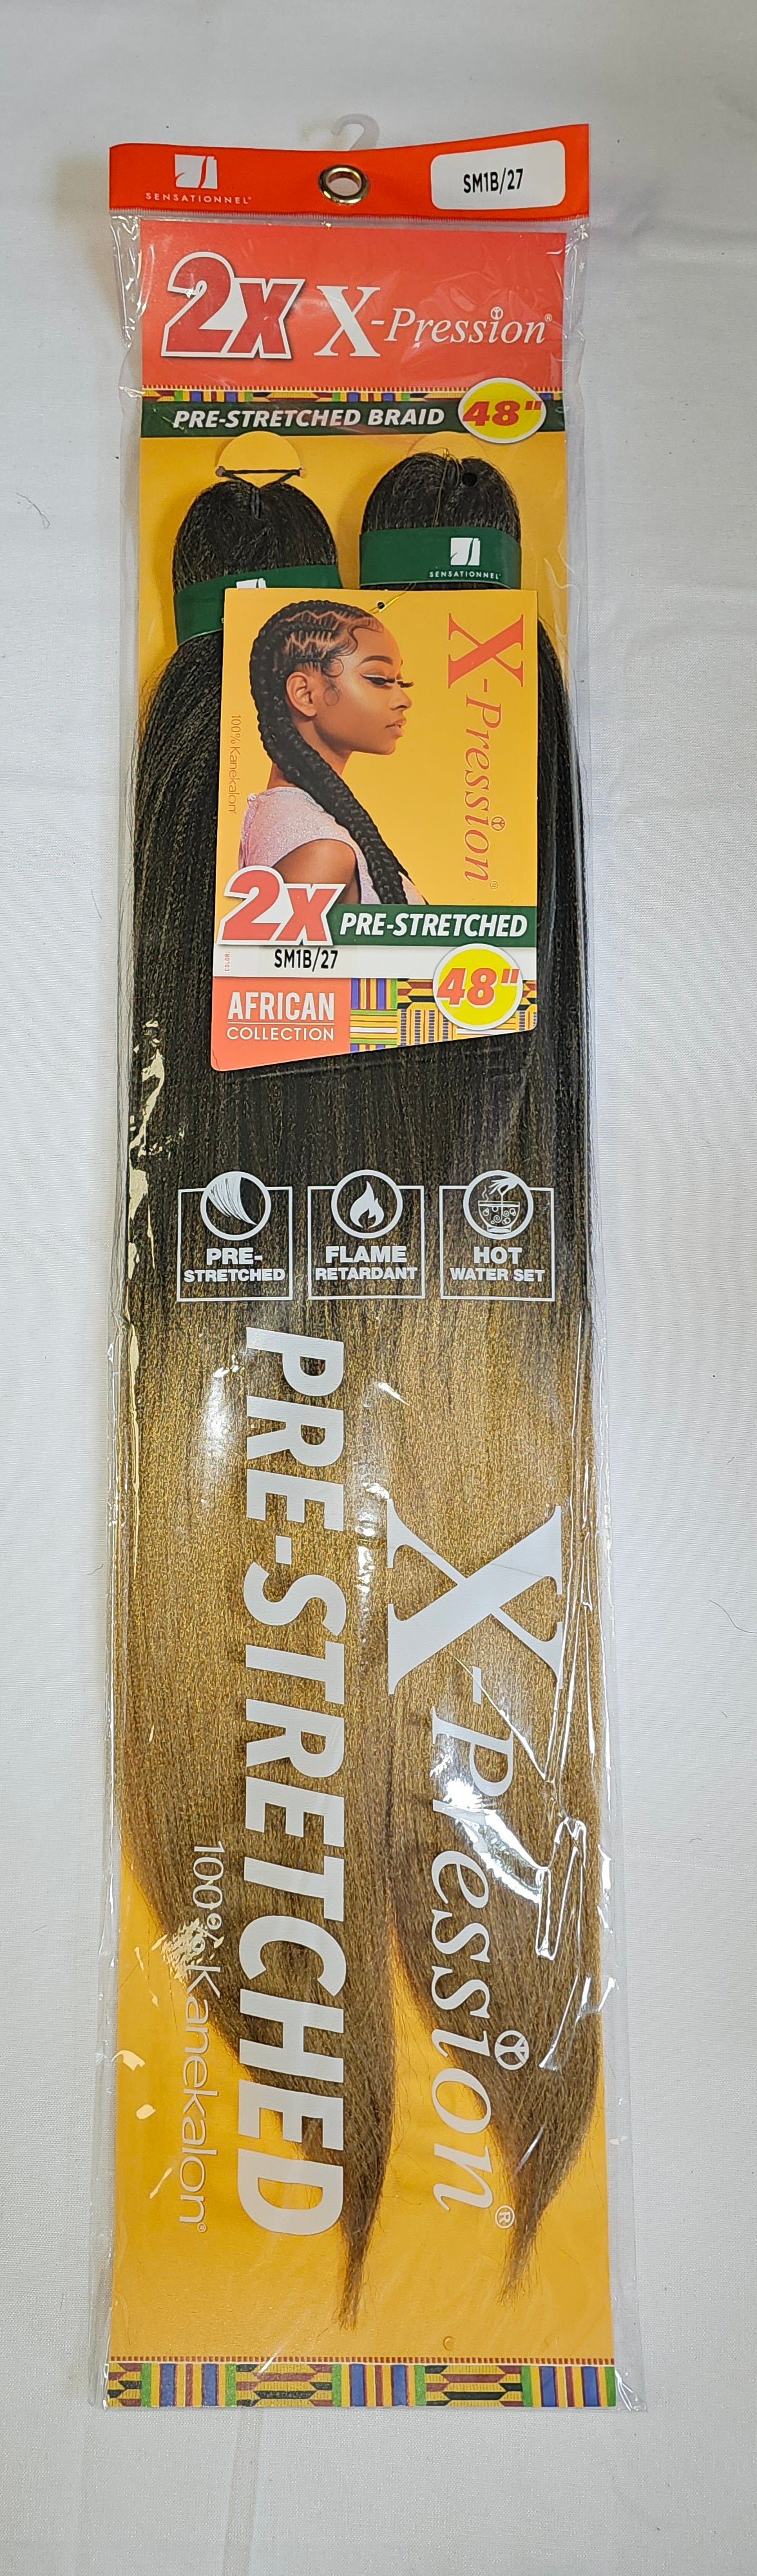 SENSATIONNEL
SM1B/27
2X X-Pression®
PRE-STRETCHED BRAID 48"
SENSATIONNEL
X-Pression
100% Kanekalon
2X PRE-STRETCHED
SM1B/27
48"
AFRICAN
COLLECTION
PRE-
STRETCHED
FLAME
RETARDANT
HOT
WATER SET
X-Pression®
PRE-STRETCHED
100% Kanekalon®